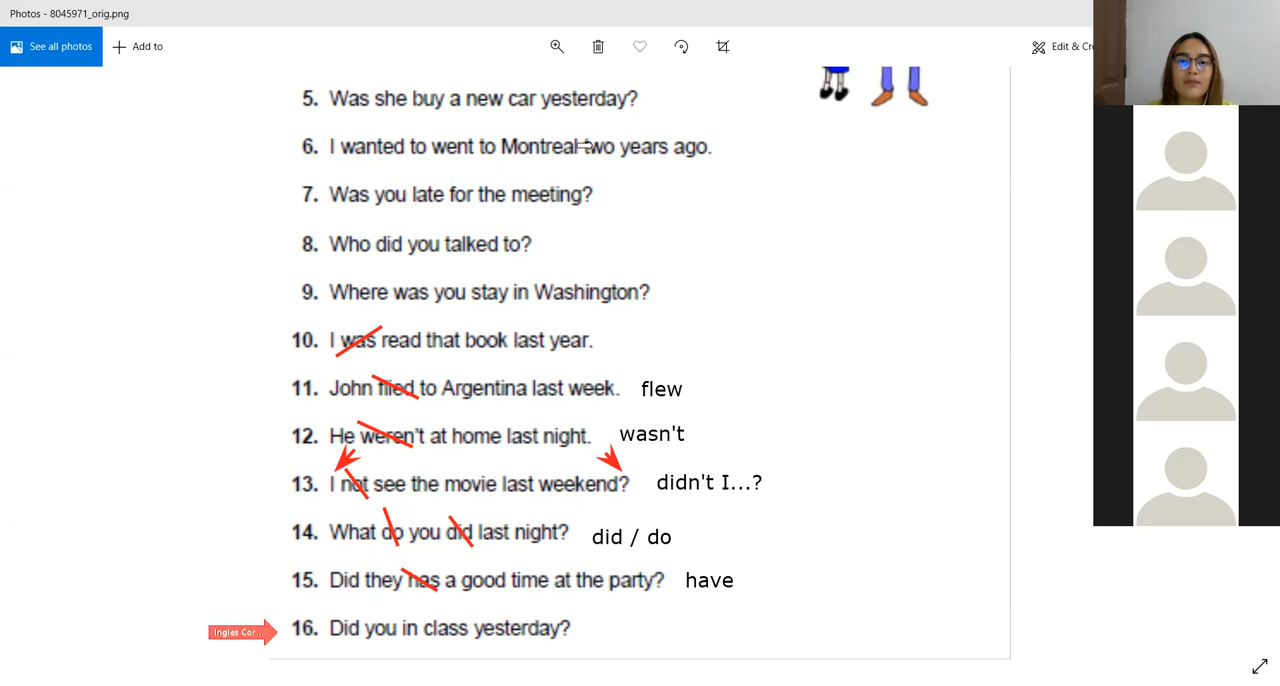 Photos - 8045971_orig.png
See all photos
Add to
Edit & Cr
5. Was she buy a new car yesterday?
6. I wanted to went to Montreal two years ago.
7. Was you late for the meeting?
8. Who did you talked to?
9. Where was you stay in Washington?
10. I was read that book last year.
11. John flied to Argentina last week. flew
12. He weren't at home last night. wasn't
13. I not see the movie last weekend? didn't I...?
14. What do you did last night? did / do
15. Did they has a good time at the party? have
Ingles Cor...
16. Did you in class yesterday?